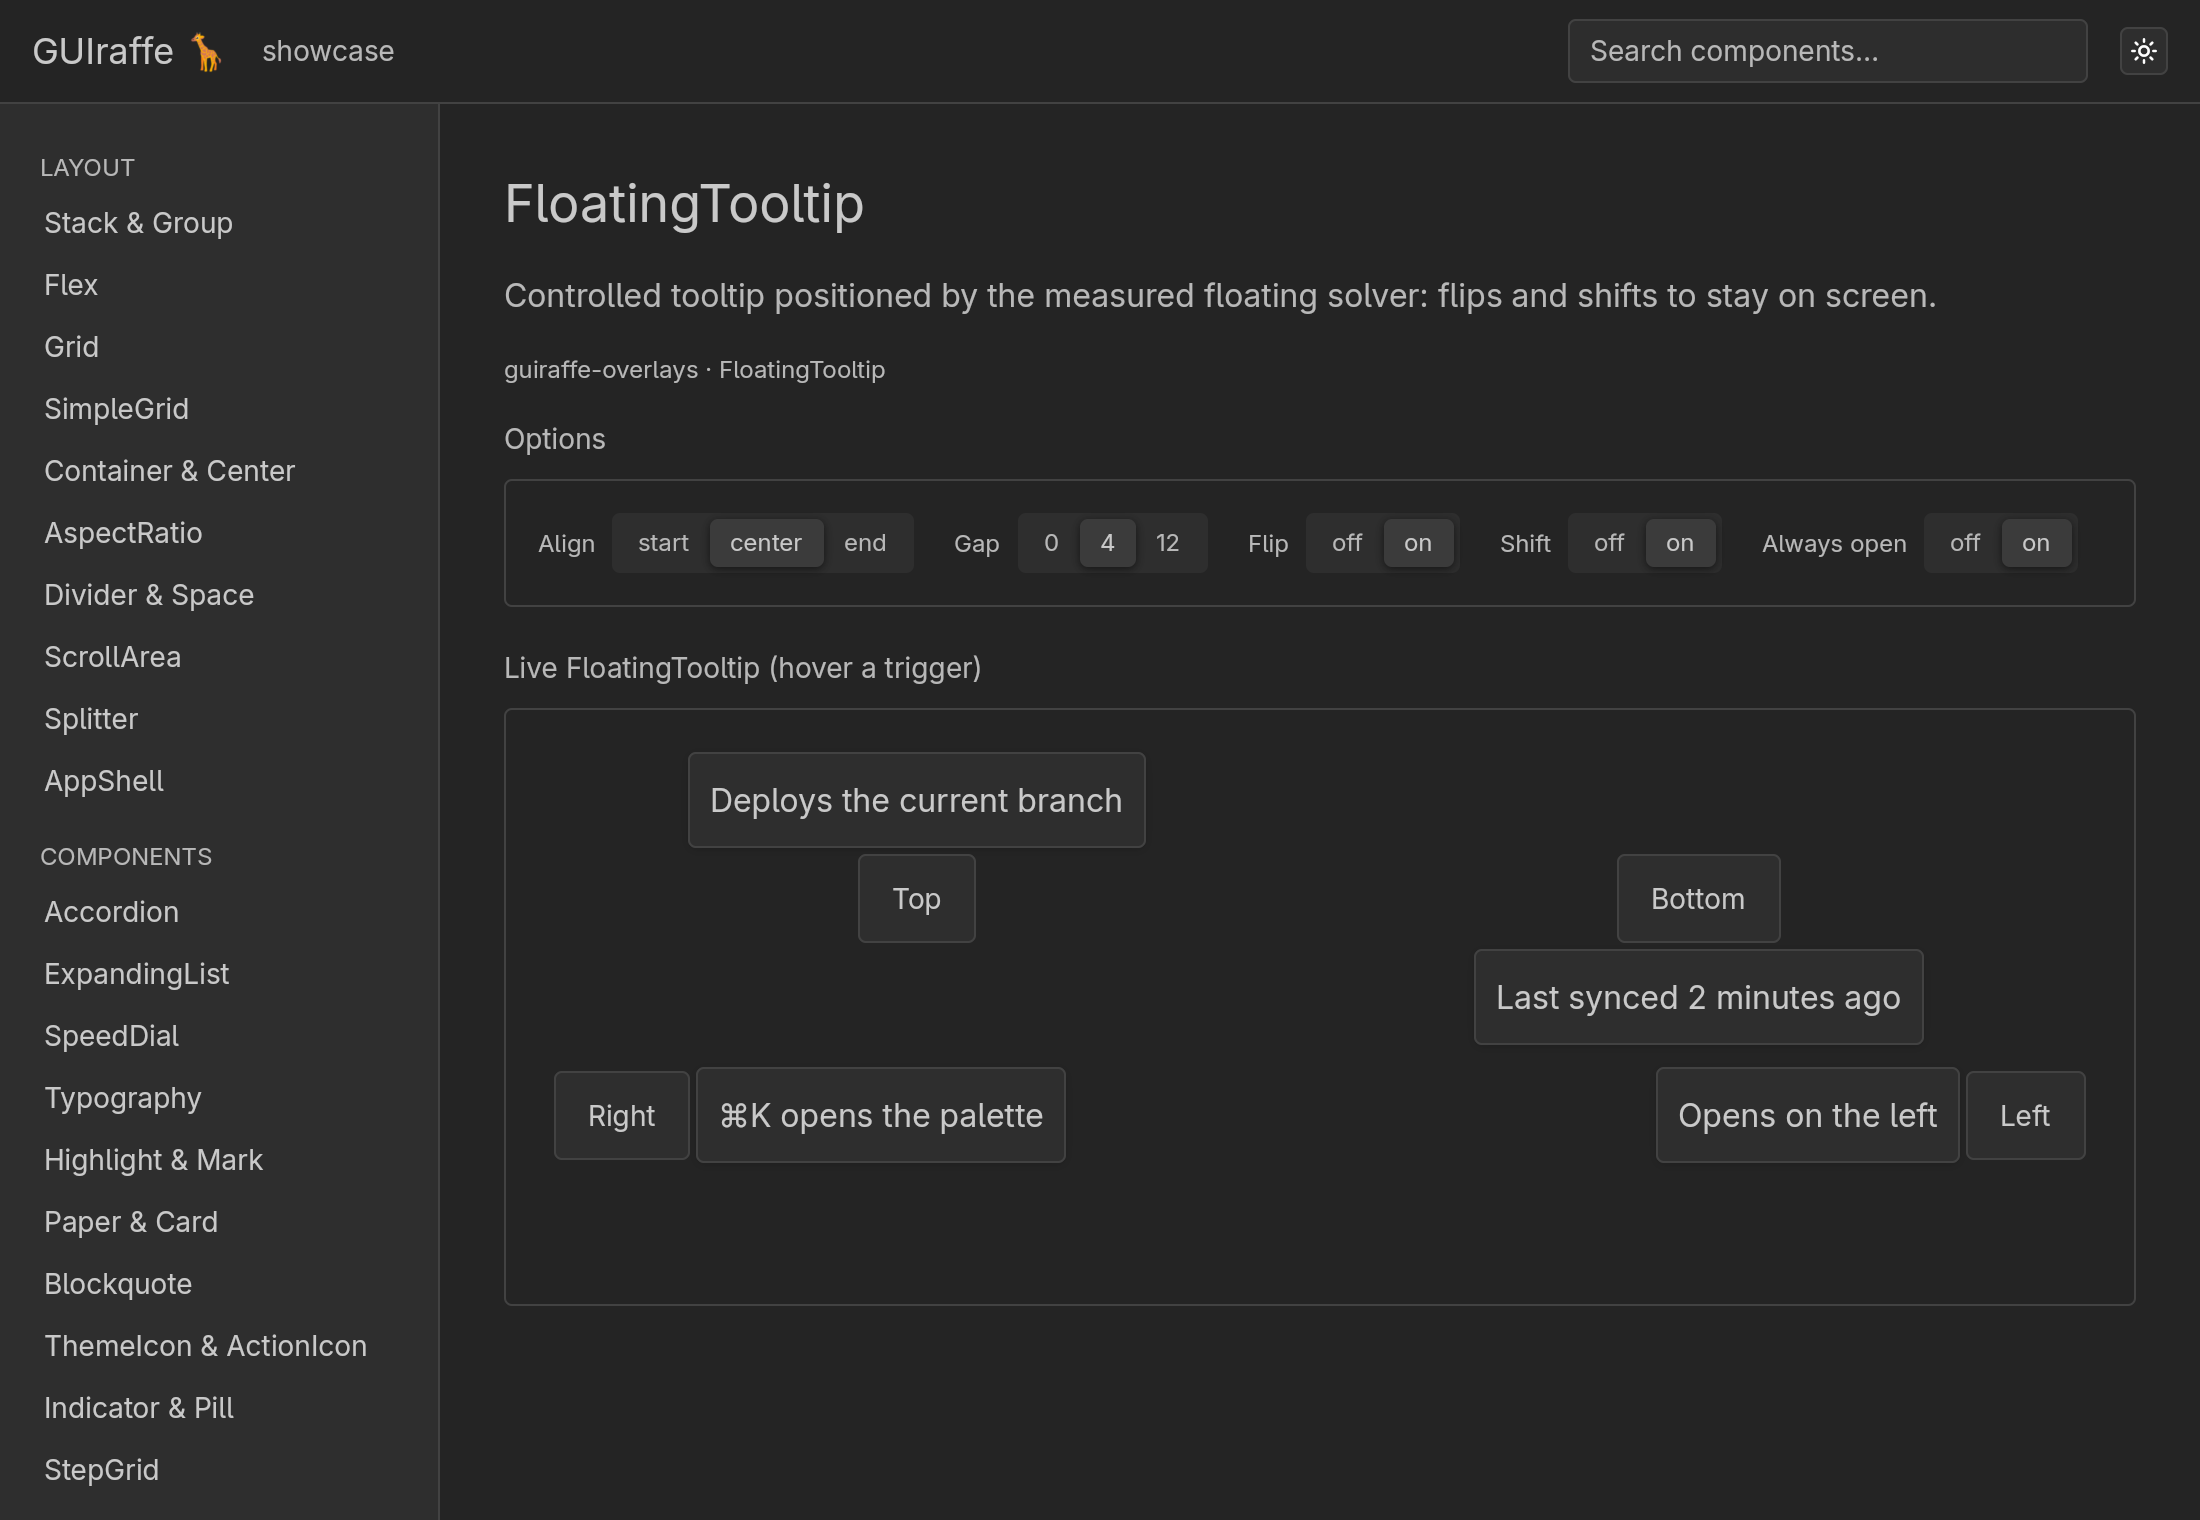 GUIraffe 🦒 showcase Search components...
LAYOUT
Stack & Group
Flex
Grid
SimpleGrid
Container & Center
AspectRatio
Divider & Space
ScrollArea
Splitter
AppShell
COMPONENTS
Accordion
ExpandingList
SpeedDial
Typography
Highlight & Mark
Paper & Card
Blockquote
ThemeIcon & ActionIcon
Indicator & Pill
StepGrid
FloatingTooltip
Controlled tooltip positioned by the measured floating solver: flips and shifts to stay on screen.
guiraffe-overlays · FloatingTooltip
Options
Align start center end Gap 0 4 12 Flip off on Shift off on Always open off on
Live FloatingTooltip (hover a trigger)
Deploys the current branch
Top Bottom
Last synced 2 minutes ago
Right ⌘K opens the palette Opens on the left Left